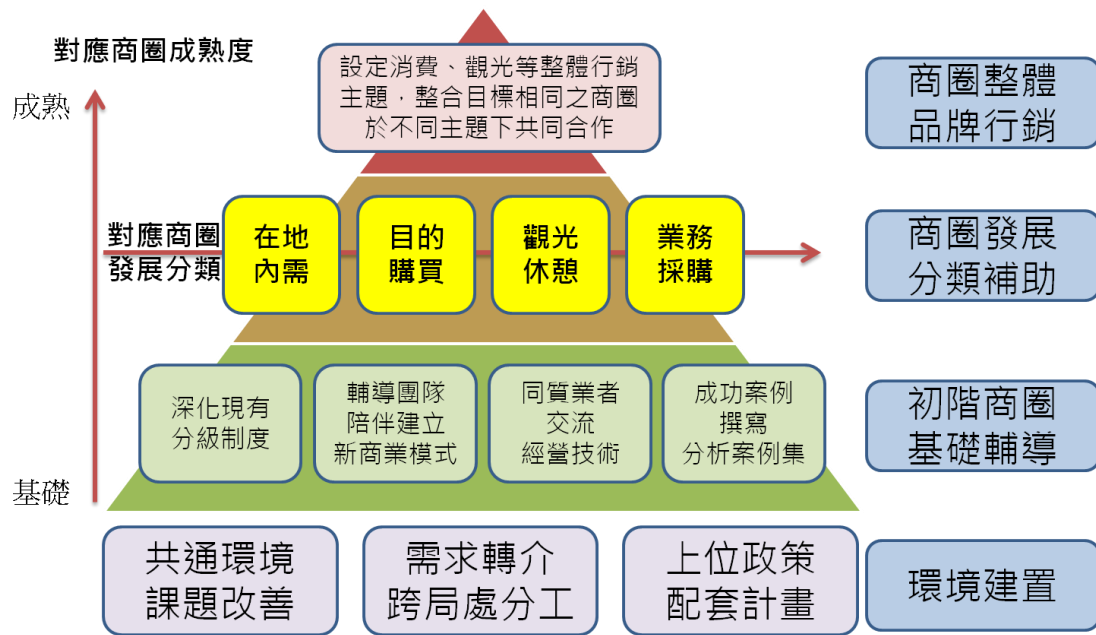 對應商圈成熟度
成熟
設定消費、觀光等整體行銷
主題，整合目標相同之商圈
於不同主題下共同合作
商圈整體
品牌行銷
對應商圈
發展分類
在地
內需
目的
購買
觀光
休憩
業務
採購
商圈發展
分類補助
深化現有
分級制度
輔導團隊
陪伴建立
新商業模式
同質業者
交流
經營技術
成功案例
撰寫
分析案例集
初階商圈
基礎輔導
基礎
共通環境
課題改善
需求轉介
跨局處分工
上位政策
配套計畫
環境建置